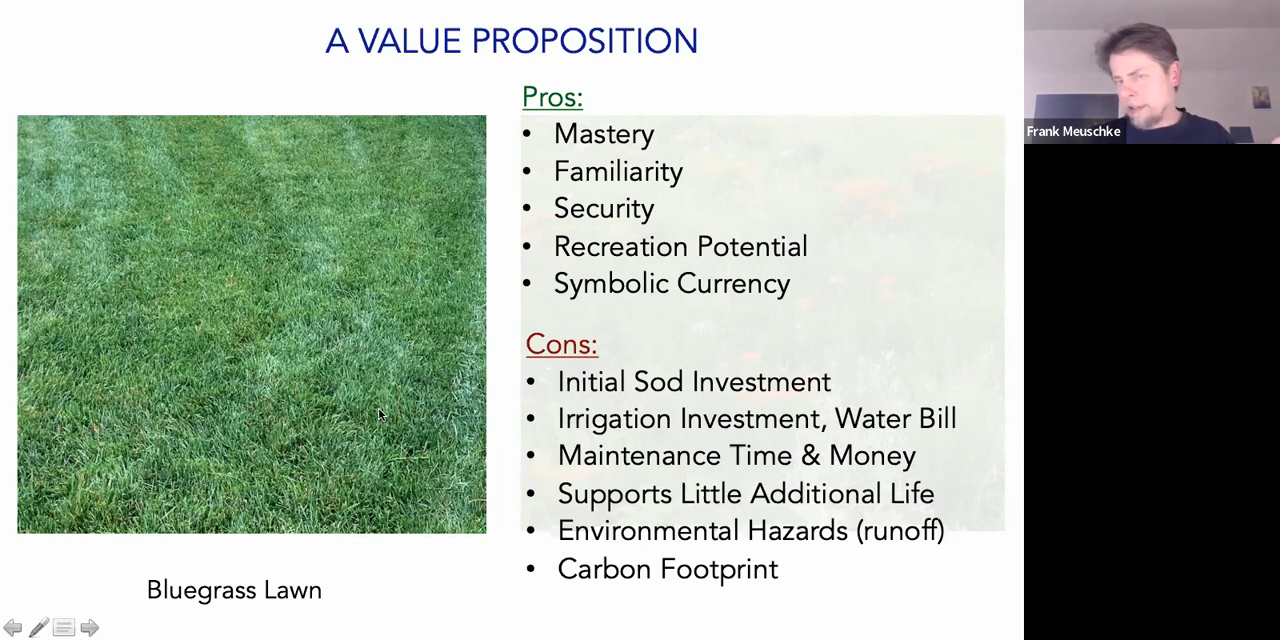 A VALUE PROPOSITION
Pros:
• Mastery
• Familiarity
• Security
• Recreation Potential
• Symbolic Currency
Cons:
• Initial Sod Investment
• Irrigation Investment, Water Bill
• Maintenance Time & Money
• Supports Little Additional Life
• Environmental Hazards (runoff)
• Carbon Footprint
Bluegrass Lawn
Frank Meuschke